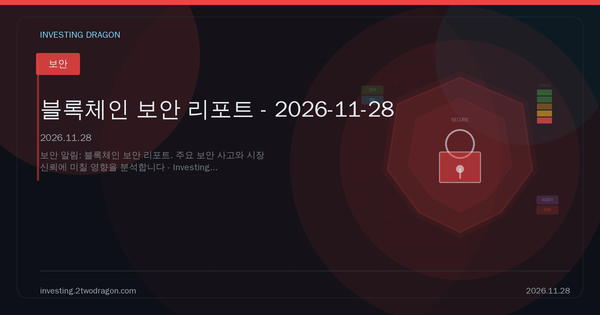 INVESTING DRAGON
보안
블록체인 보안 리포트 - 2026-11-28
2026.11.28
보안 알림: 블록체인 보안 리포트. 주요 보안 사고와 시장
신뢰에 미칠 영향을 분석합니다 - Investing...
SECURE
investing.2twodragon.com
2026.11.28